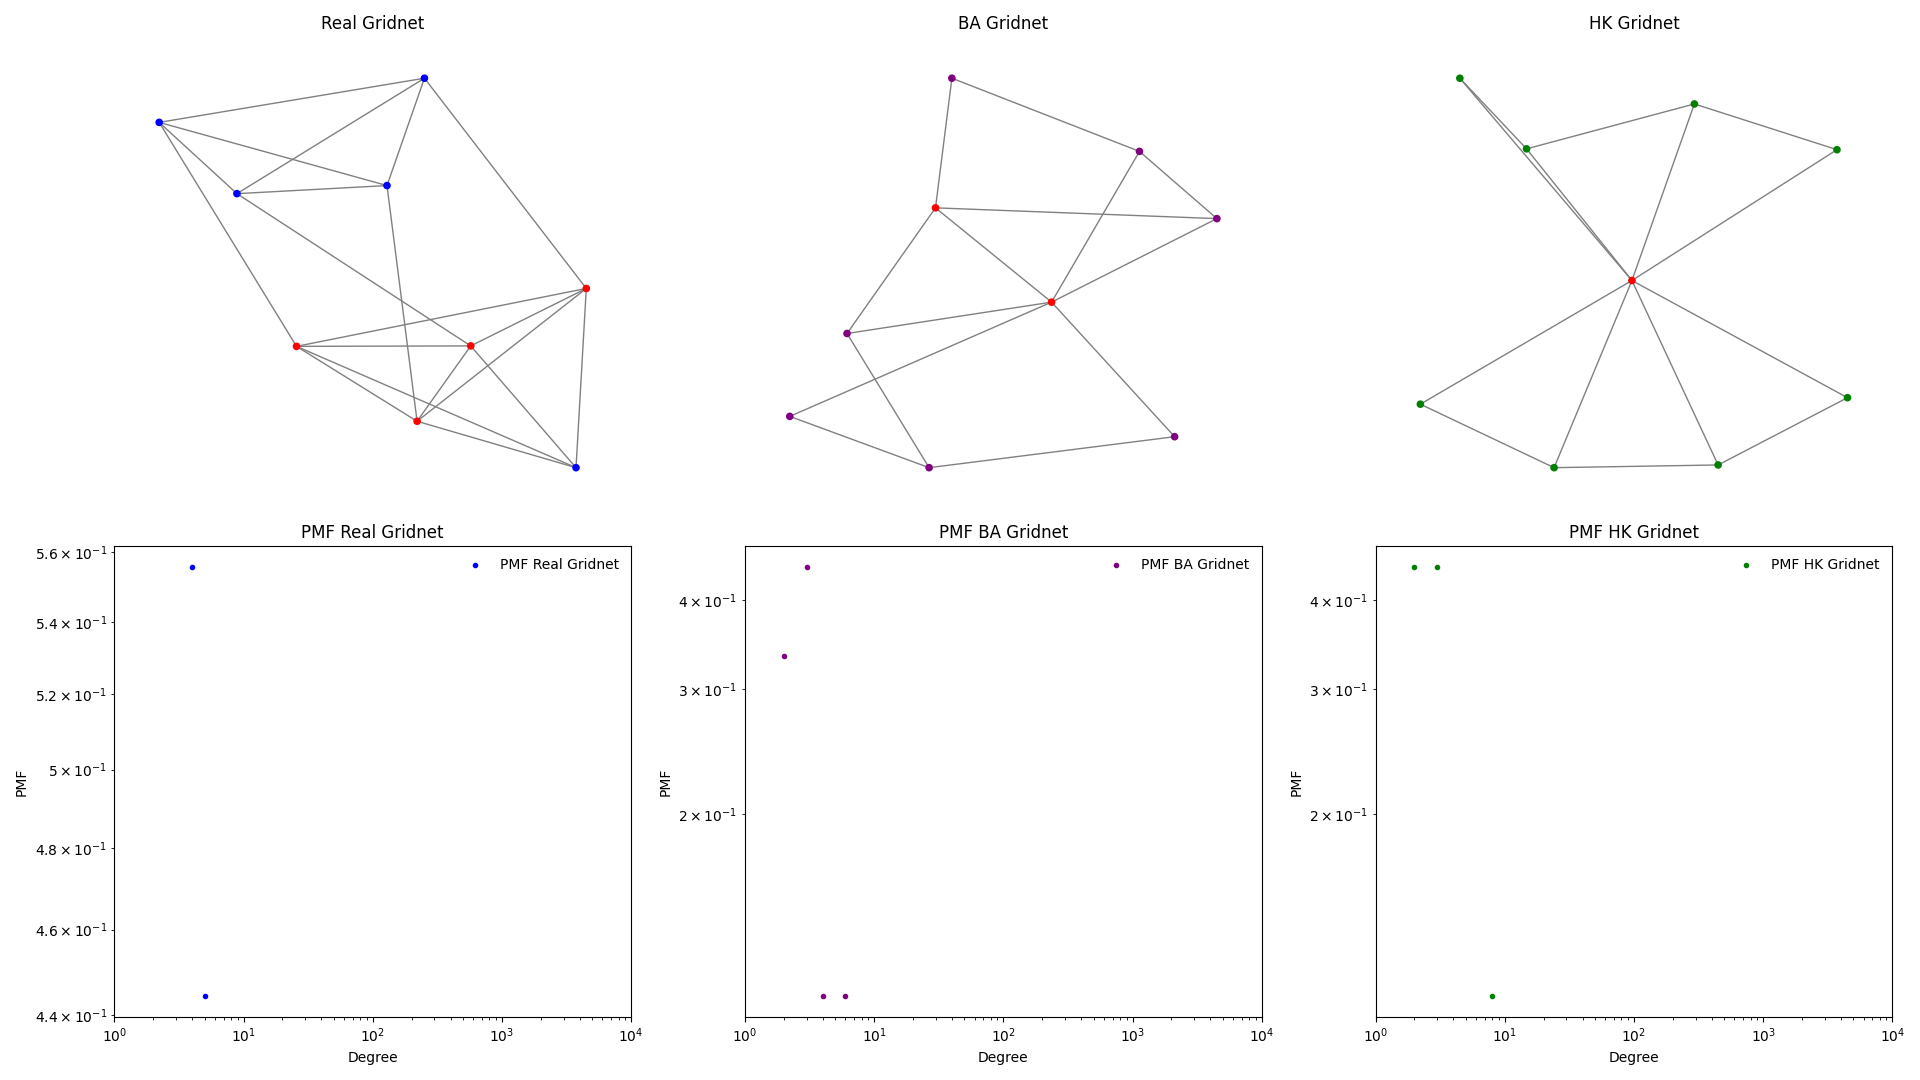 Real Gridnet
BA Gridnet
HK Gridnet
PMF Real Gridnet
5.6 × 10⁻¹
5.4 × 10⁻¹
5.2 × 10⁻¹
5 × 10⁻¹
4.8 × 10⁻¹
4.6 × 10⁻¹
4.4 × 10⁻¹
PMF
PMF Real Gridnet
10⁰ 10¹ 10² 10³ 10⁴
Degree
PMF BA Gridnet
4 × 10⁻¹
3 × 10⁻¹
2 × 10⁻¹
PMF
PMF BA Gridnet
10⁰ 10¹ 10² 10³ 10⁴
Degree
PMF HK Gridnet
4 × 10⁻¹
3 × 10⁻¹
2 × 10⁻¹
PMF
PMF HK Gridnet
10⁰ 10¹ 10² 10³ 10⁴
Degree